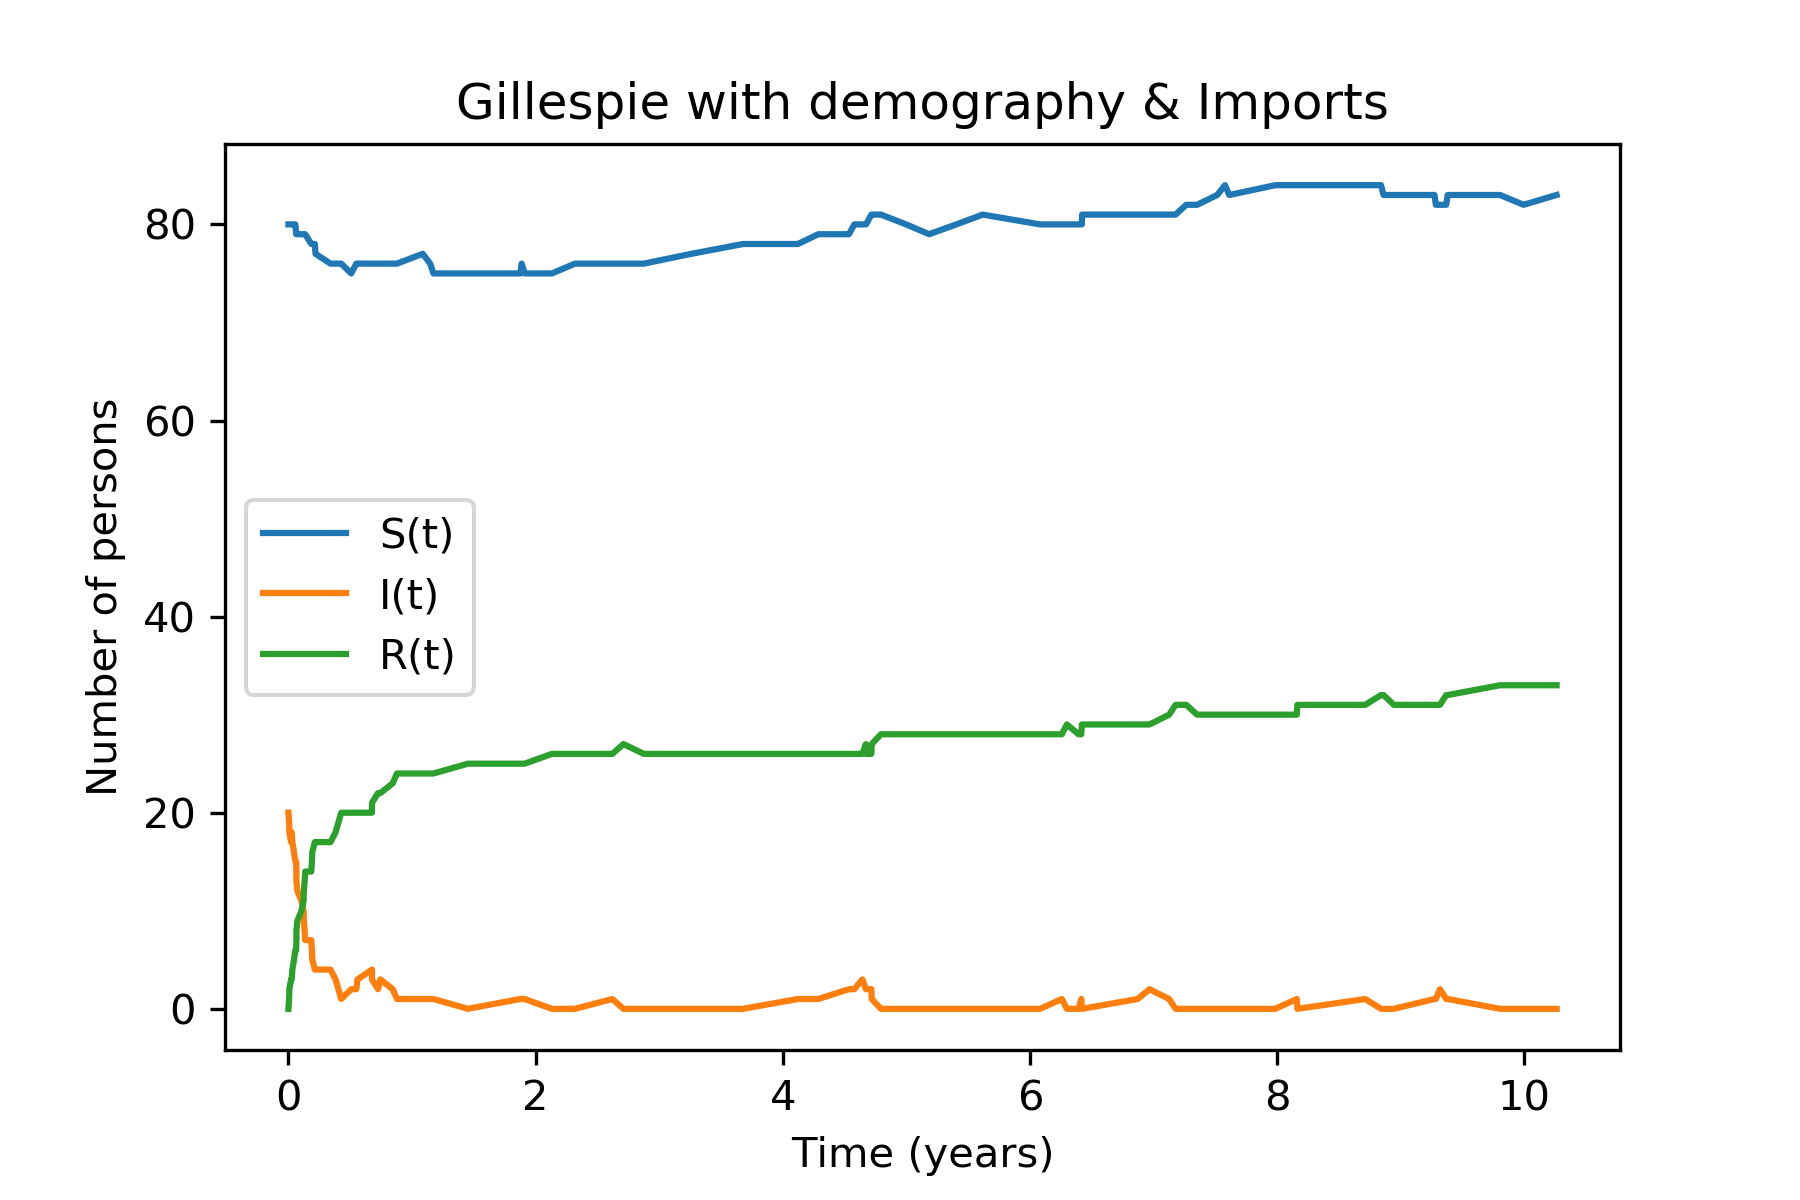 Gillespie with demography & Imports
Number of persons
80
60
40
20
0
S(t)
I(t)
R(t)
0 2 4 6 8 10
Time (years)